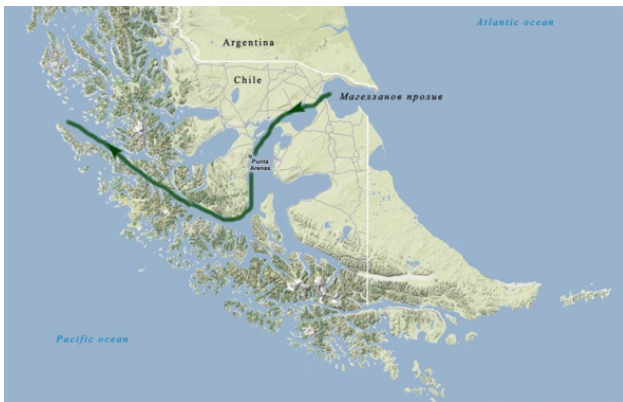 Atlantic ocean
Argentina
Chile
Магелланов пролив
Punta
Arenas
Pacific ocean